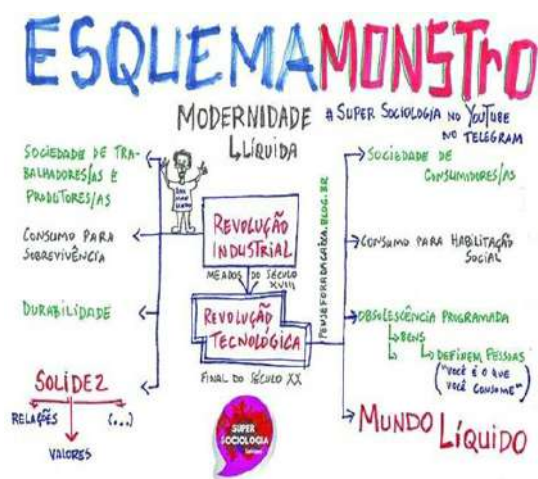 ESQUEMAMONSTrO
MODERNIDADE
LÍQUIDA
# SUPER SOCIOLOGIA NO YOUTUBE
NO TELEGRAM
SOCIEDADE DE TRA-
BALHADORES/AS E
PRODUTORES/AS
CONSUMO PARA
SOBREVIVÊNCIA
DURABILIDADE
SOLIDEZ
RELAÇÕES (...)
VALORES
REVOLUÇÃO
INDUSTRIAL
MEADOS DO SÉCULO
XVIII
REVOLUÇÃO
TECNOLÓGICA
FINAL DO SÉCULO XX
SUPER
SOCIOLOGIA
PENSEFORADACAIXA.BLOG.BR
SOCIEDADE DE
CONSUMIDORES/AS
CONSUMO PARA HABILITAÇÃO
SOCIAL
OBSOLESCÊNCIA PROGRAMADA
BENS
DEFINEM PESSOAS
("VOCÊ É O QUE
VOCÊ CONSOME")
MUNDO LÍQUIDO